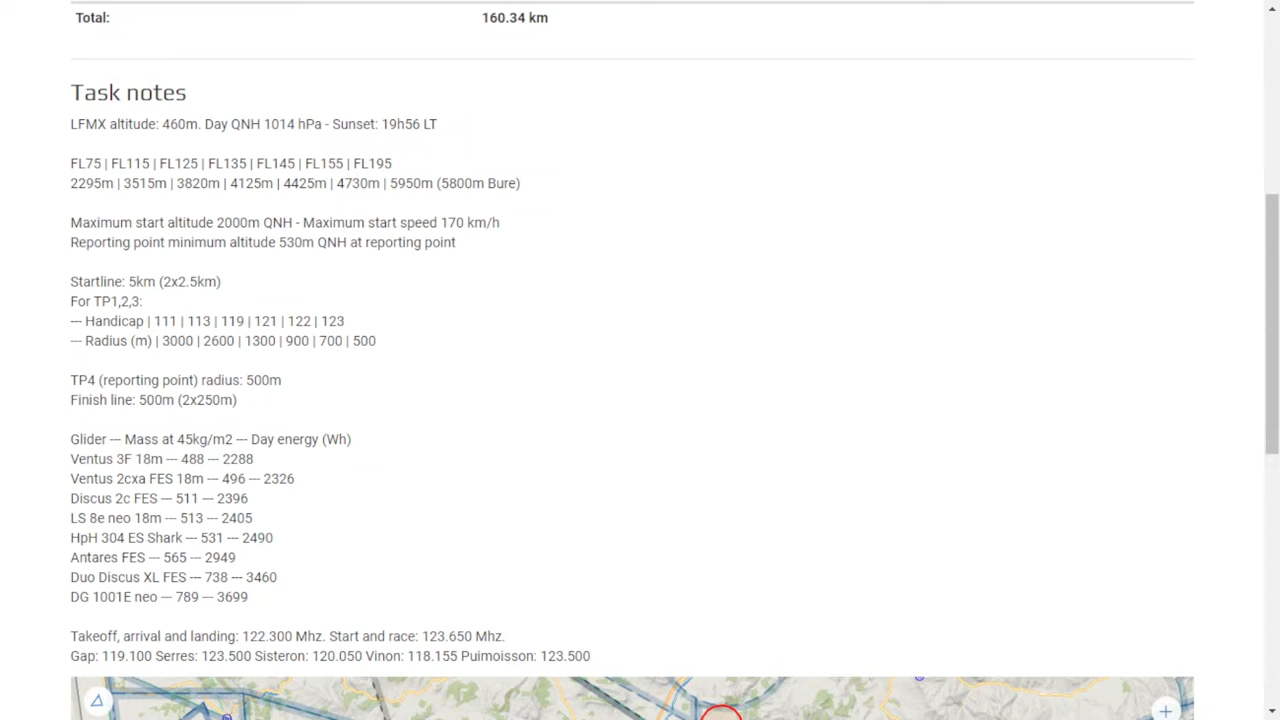 Total: 160.34 km
Task notes
LFMX altitude: 460m. Day QNH 1014 hPa - Sunset: 19h56 LT
FL75 | FL115 | FL125 | FL135 | FL145 | FL155 | FL195
2295m | 3515m | 3820m | 4125m | 4425m | 4730m | 5950m (5800m Bure)
Maximum start altitude 2000m QNH - Maximum start speed 170 km/h
Reporting point minimum altitude 530m QNH at reporting point
Startline: 5km (2x2.5km)
For TP1,2,3:
--- Handicap | 111 | 113 | 119 | 121 | 122 | 123
--- Radius (m) | 3000 | 2600 | 1300 | 900 | 700 | 500
TP4 (reporting point) radius: 500m
Finish line: 500m (2x250m)
Glider --- Mass at 45kg/m2 --- Day energy (Wh)
Ventus 3F 18m --- 488 --- 2288
Ventus 2cxa FES 18m --- 496 --- 2326
Discus 2c FES --- 511 --- 2396
LS 8e neo 18m --- 513 --- 2405
HpH 304 ES Shark --- 531 --- 2490
Antares FES --- 565 --- 2949
Duo Discus XL FES --- 738 --- 3460
DG 1001E neo --- 789 --- 3699
Takeoff, arrival and landing: 122.300 Mhz. Start and race: 123.650 Mhz.
Gap: 119.100 Serres: 123.500 Sisteron: 120.050 Vinon: 118.155 Puimoisson: 123.500